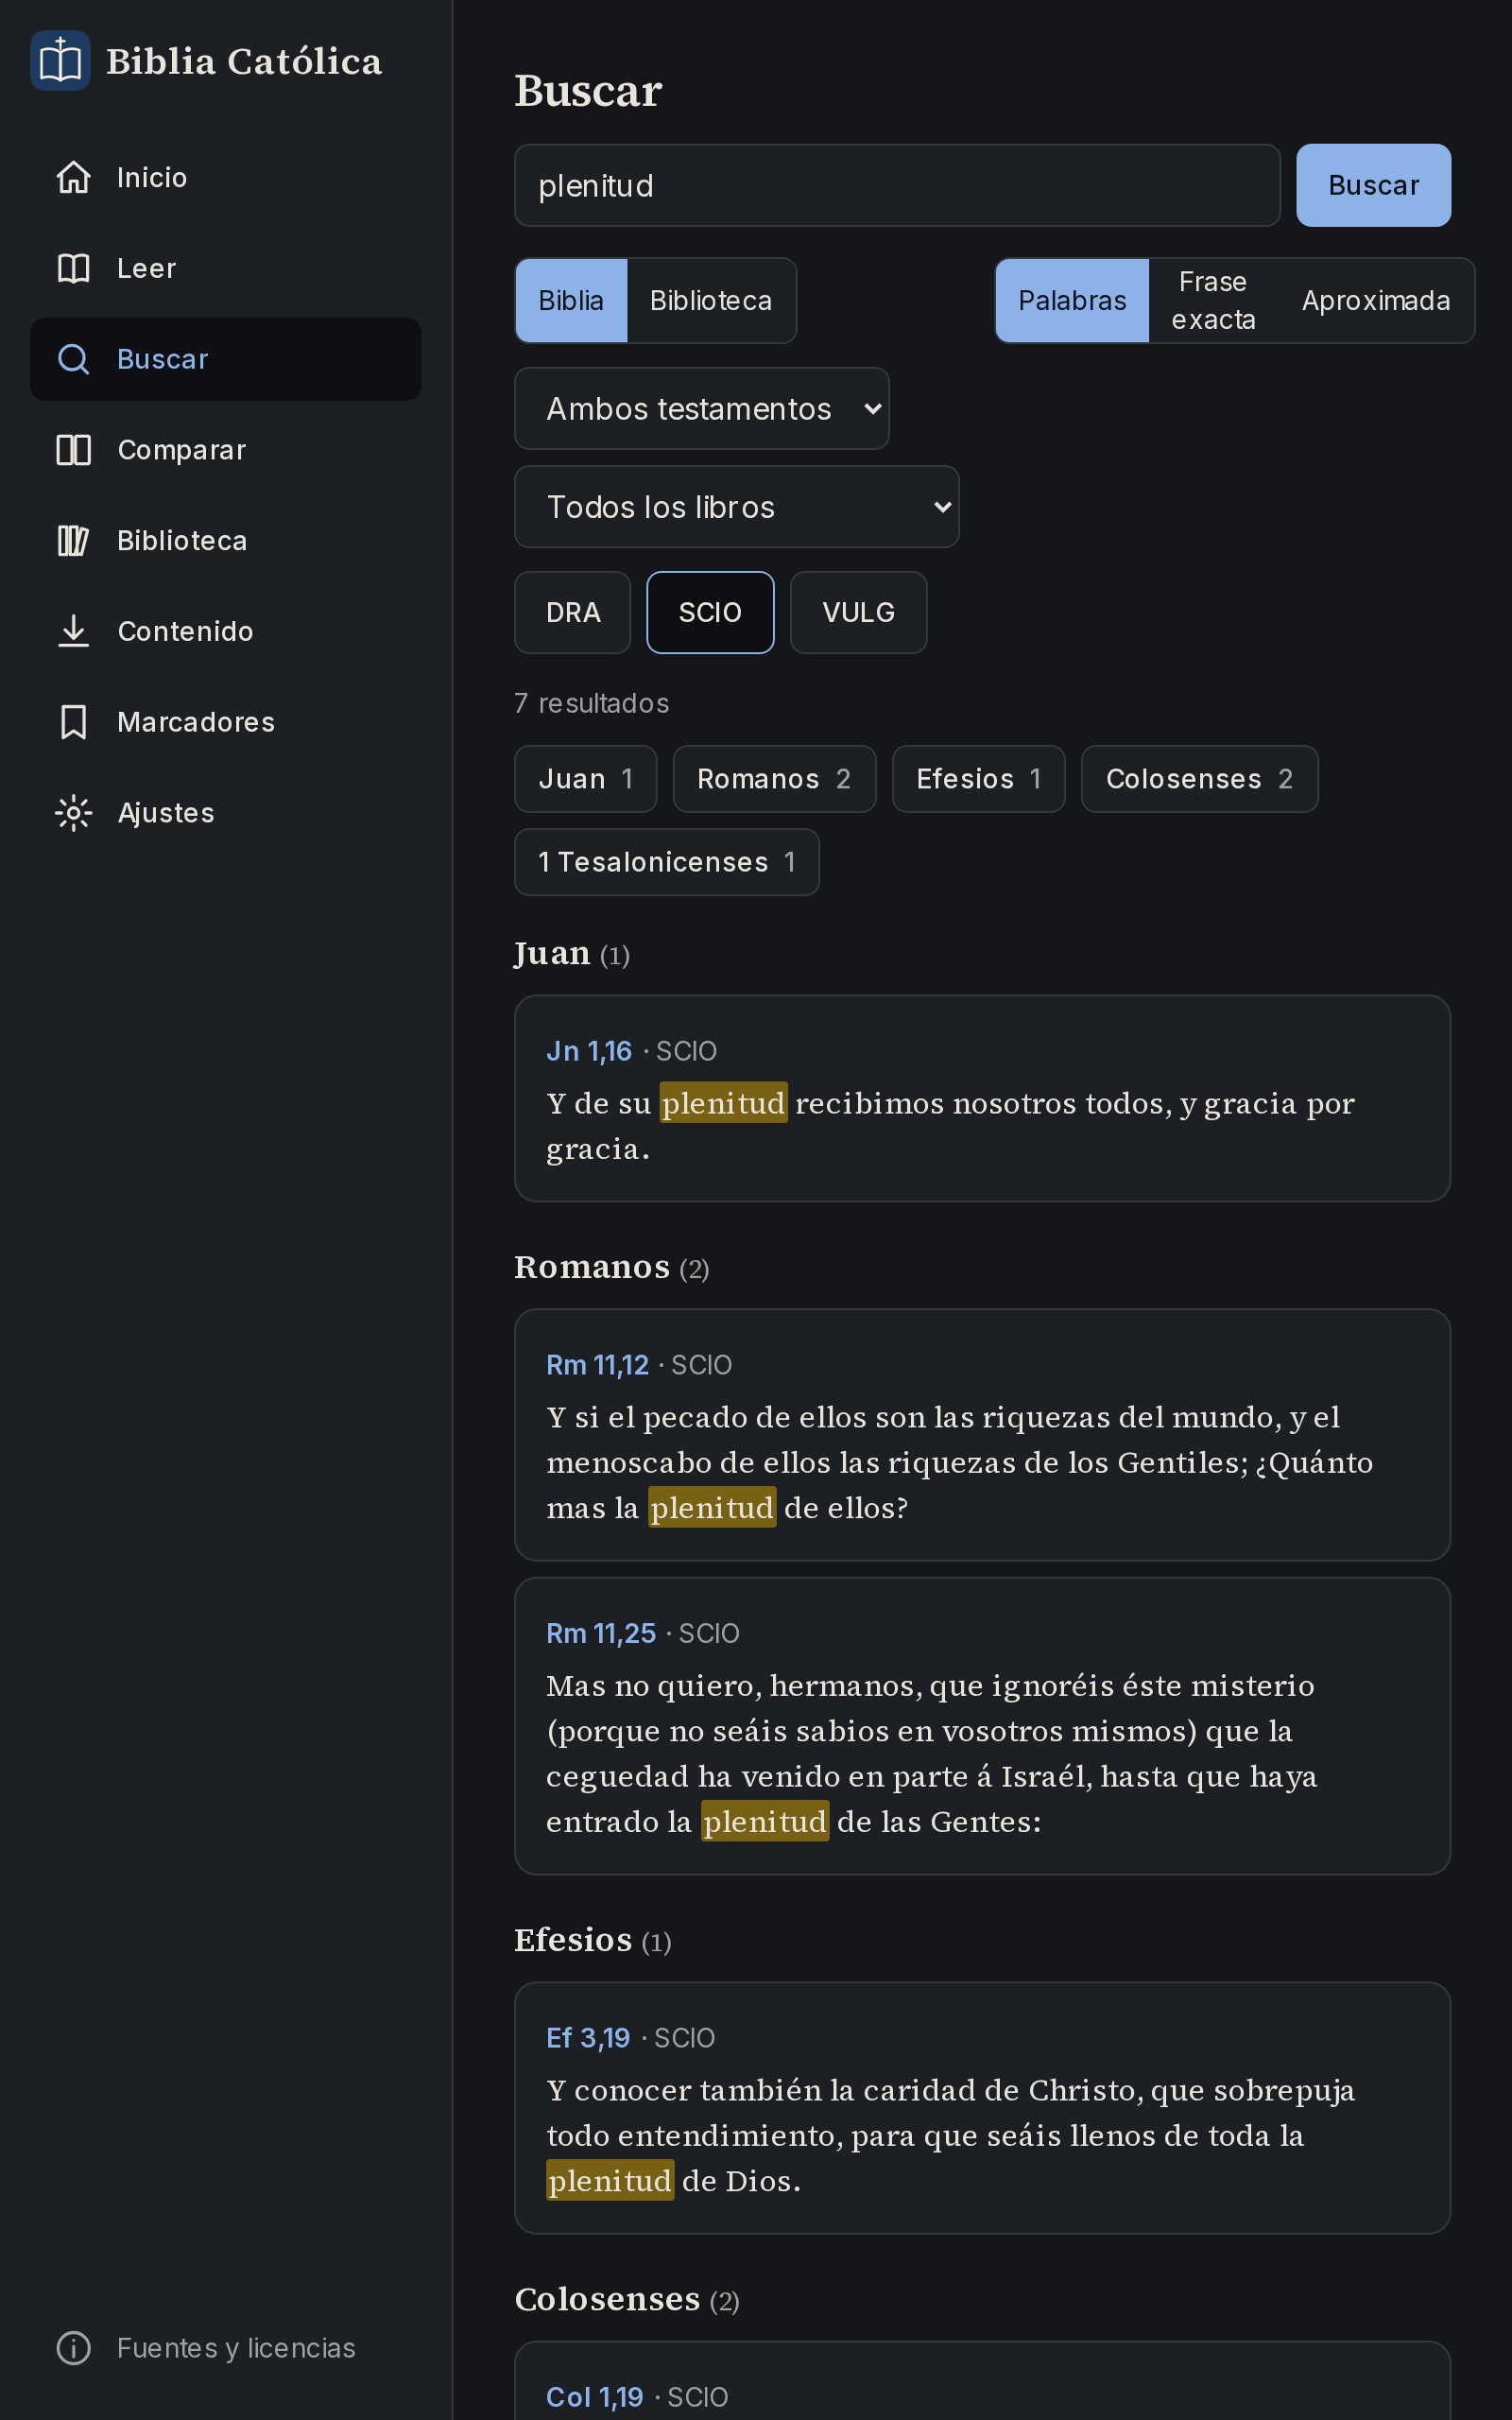 Biblia Católica
Inicio
Leer
Buscar
Comparar
Biblioteca
Contenido
Marcadores
Ajustes
Fuentes y licencias
Buscar
plenitud
Buscar
Biblia
Biblioteca
Palabras
Frase
exacta
Aproximada
Ambos testamentos
Todos los libros
DRA
SCIO
VULG
7 resultados
Juan 1
Romanos 2
Efesios 1
Colosenses 2
1 Tesalonicenses 1
Juan (1)
Jn 1,16 · SCIO
Y de su plenitud recibimos nosotros todos, y gracia por
gracia.
Romanos (2)
Rm 11,12 · SCIO
Y si el pecado de ellos son las riquezas del mundo, y el
menoscabo de ellos las riquezas de los Gentiles; ¿Quánto
mas la plenitud de ellos?
Rm 11,25 · SCIO
Mas no quiero, hermanos, que ignoréis éste misterio
(porque no seáis sabios en vosotros mismos) que la
ceguedad ha venido en parte á Israél, hasta que haya
entrado la plenitud de las Gentes:
Efesios (1)
Ef 3,19 · SCIO
Y conocer también la caridad de Christo, que sobrepuja
todo entendimiento, para que seáis llenos de toda la
plenitud de Dios.
Colosenses (2)
Col 1,19 · SCIO